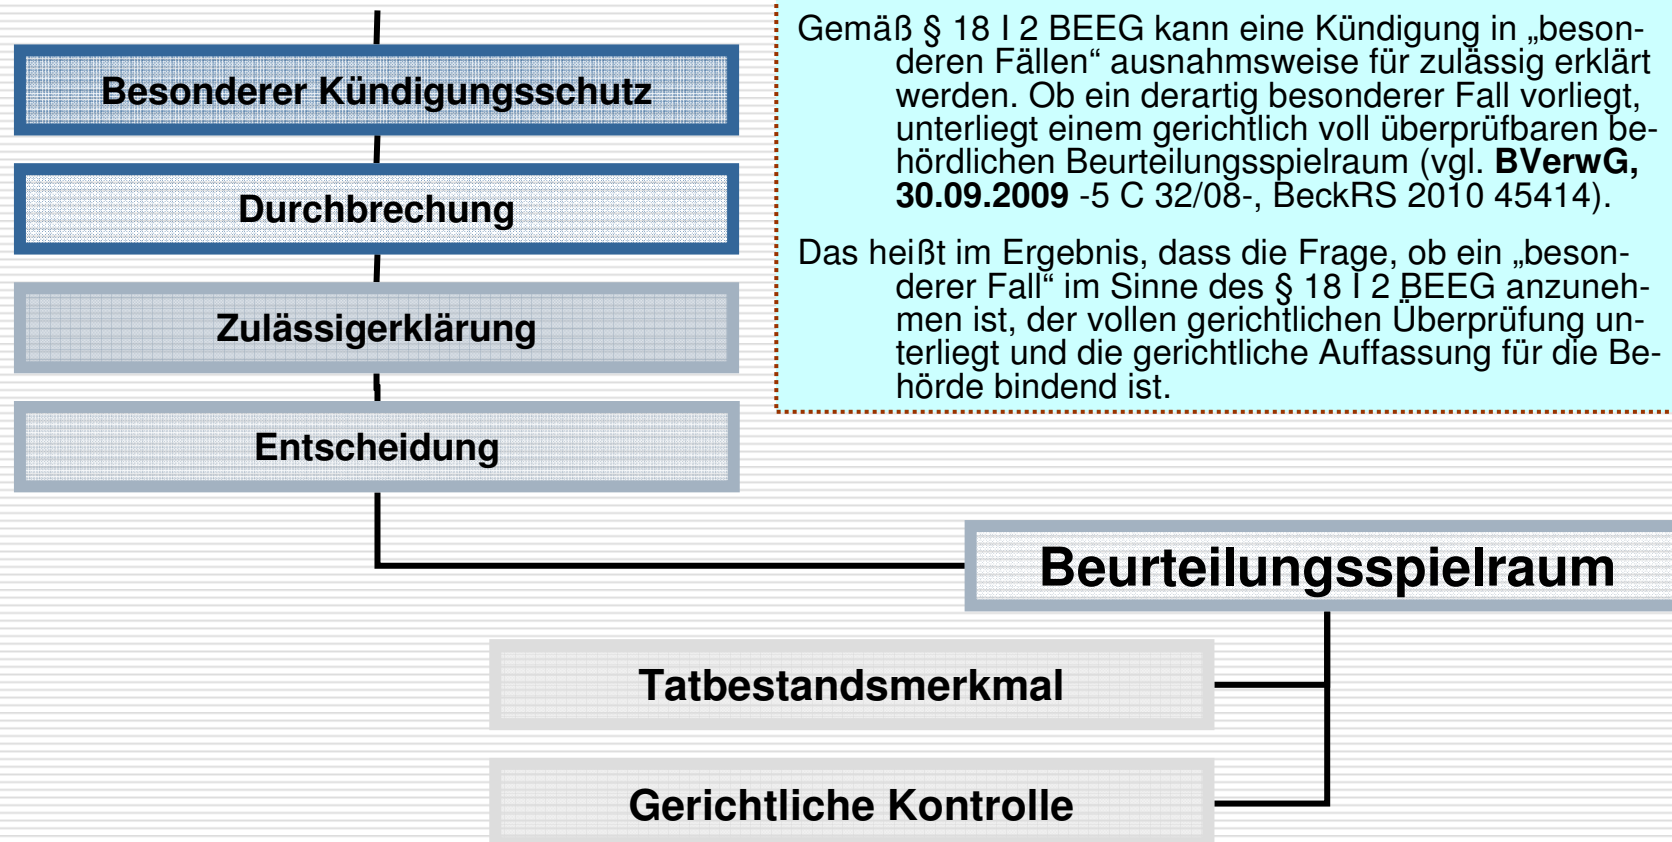 Besonderer Kündigungsschutz
Durchbrechung
Zulässigerklärung
Entscheidung
Gemäß § 18 I 2 BEEG kann eine Kündigung in „beson-
deren Fällen“ ausnahmsweise für zulässig erklärt
werden. Ob ein derartig besonderer Fall vorliegt,
unterliegt einem gerichtlich voll überprüfbaren be-
hördlichen Beurteilungsspielraum (vgl. BVerwG,
30.09.2009 -5 C 32/08-, BeckRS 2010 45414).
Das heißt im Ergebnis, dass die Frage, ob ein „beson-
derer Fall“ im Sinne des § 18 I 2 BEEG anzuneh-
men ist, der vollen gerichtlichen Überprüfung un-
terliegt und die gerichtliche Auffassung für die Be-
hörde bindend ist.
Beurteilungsspielraum
Tatbestandsmerkmal
Gerichtliche Kontrolle